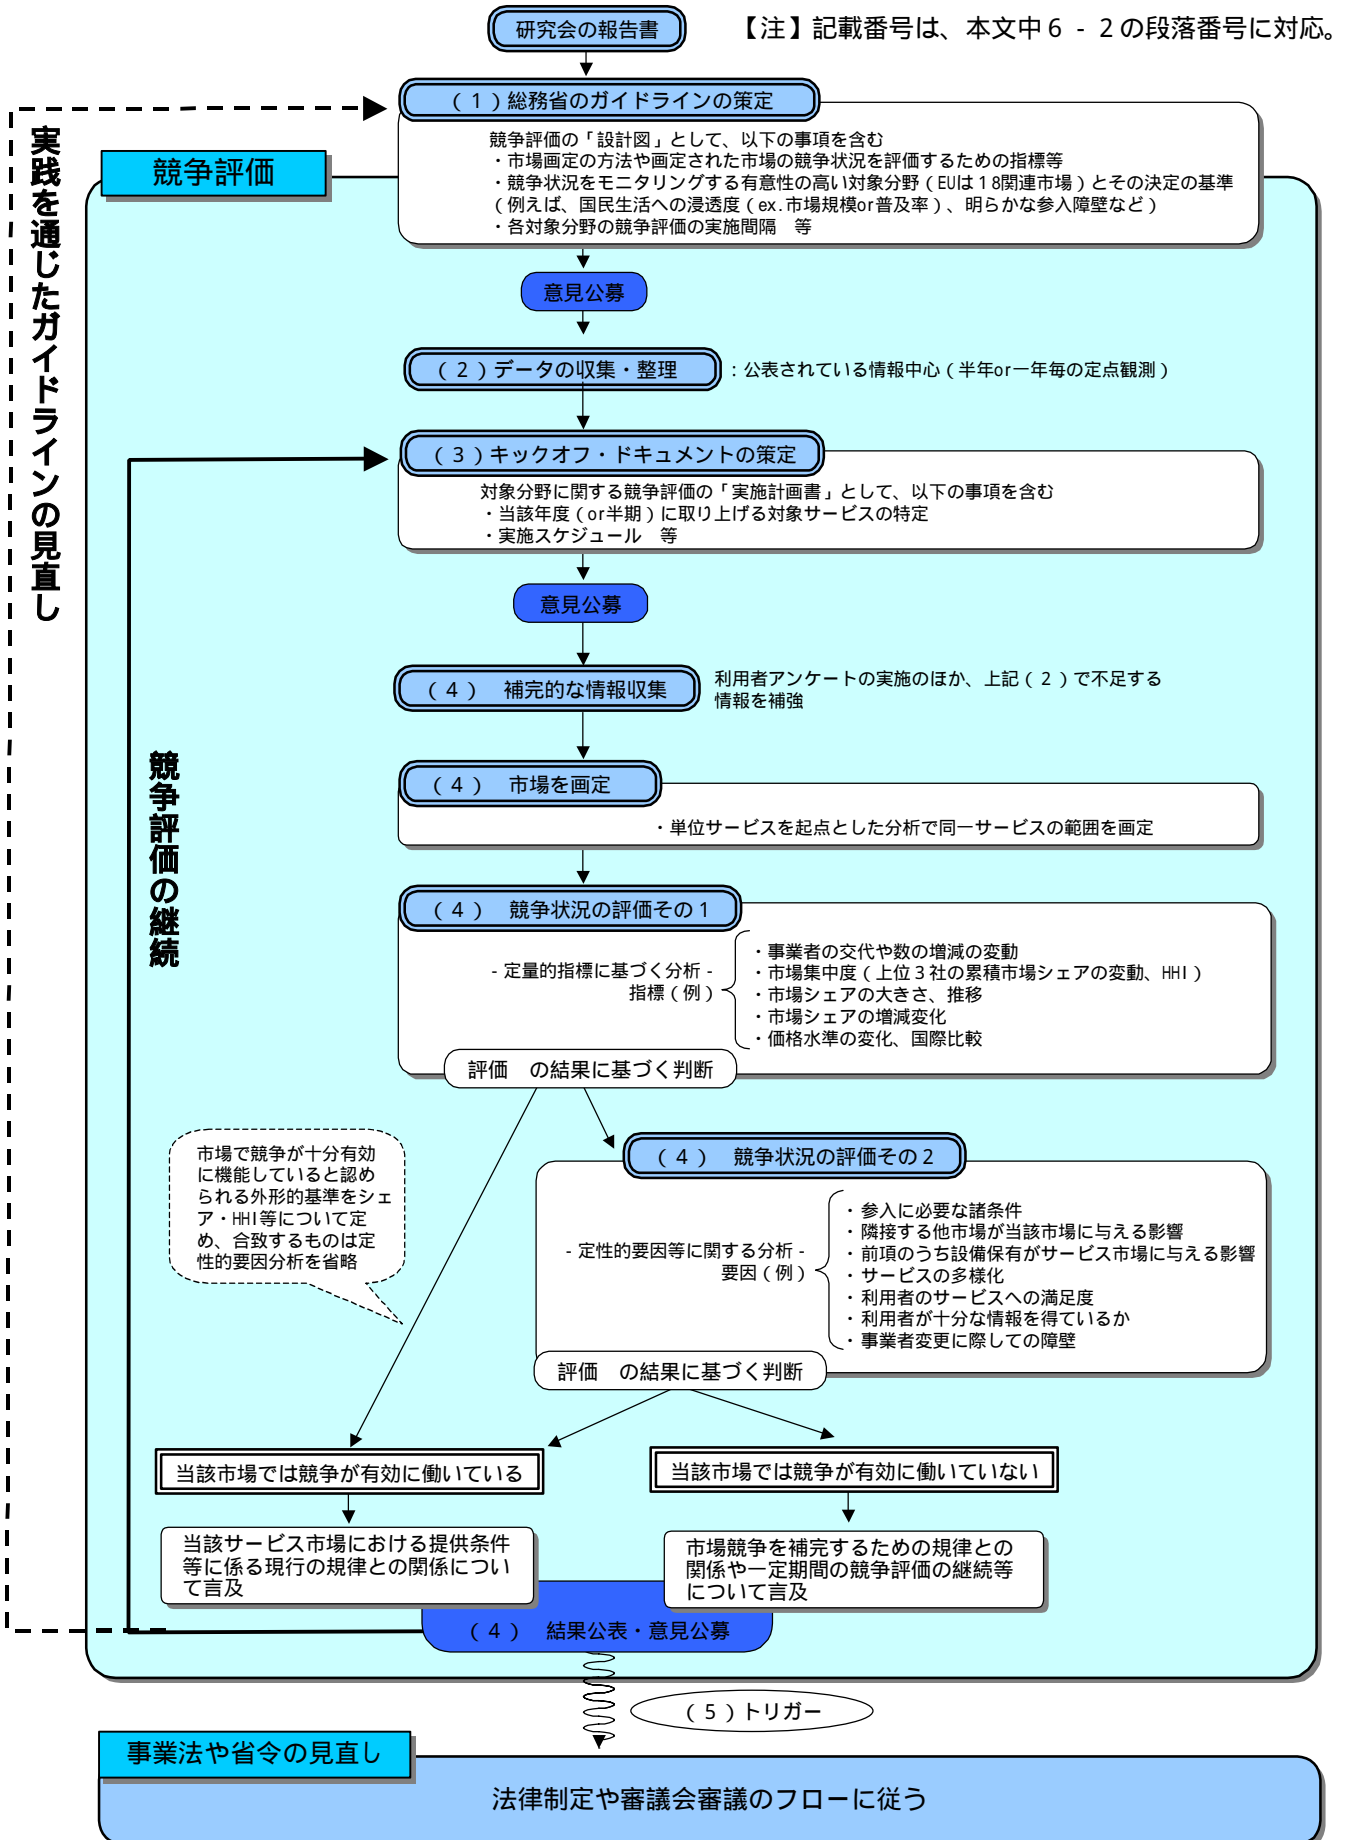 研究会の報告書
【注】記載番号は、本文中６-２の段落番号に対応。
(１)総務省のガイドラインの策定
競争評価の「設計図」として、以下の事項を含む
・市場画定の方法や画定された市場の競争状況を評価するための指標等
・競争状況をモニタリングする有意性の高い対象分野(EUは18関連市場)とその決定の基準
(例えば、国民生活への浸透度(ex.市場規模or普及率)、明らかな参入障壁など)
・各対象分野の競争評価の実施間隔　等
競争評価
実践を通じたガイドラインの見直し
意見公募
(２)データの収集・整理
：公表されている情報中心(半年or一年毎の定点観測)
(３)キックオフ・ドキュメントの策定
対象分野に関する競争評価の「実施計画書」として、以下の事項を含む
・当該年度(or半期)に取り上げる対象サービスの特定
・実施スケジュール　等
意見公募
(４)　補完的な情報収集
利用者アンケートの実施のほか、上記(２)で不足する
情報を補強
競争評価の継続
(４)　市場を画定
・単位サービスを起点とした分析で同一サービスの範囲を画定
(４)　競争状況の評価その１
-定量的指標に基づく分析-
指標(例)
・事業者の交代や数の増減の変動
・市場集中度(上位３社の累積市場シェアの変動、HHI)
・市場シェアの大きさ、推移
・市場シェアの増減変化
・価格水準の変化、国際比較
評価　の結果に基づく判断
市場で競争が十分有効
に機能していると認め
られる外形的基準をシェ
ア・HHI等について定
め、合致するものは定
性的要因分析を省略
(４)　競争状況の評価その２
-定性的要因等に関する分析-
要因(例)
・参入に必要な諸条件
・隣接する他市場が当該市場に与える影響
・前項のうち設備保有がサービス市場に与える影響
・サービスの多様化
・利用者のサービスへの満足度
・利用者が十分な情報を得ているか
・事業者変更に際しての障壁
評価　の結果に基づく判断
当該市場では競争が有効に働いている
当該市場では競争が有効に働いていない
当該サービス市場における提供条件
等に係る現行の規律との関係につい
て言及
市場競争を補完するための規律との
関係や一定期間の競争評価の継続等
について言及
(４)　結果公表・意見公募
(５)トリガー
事業法や省令の見直し
法律制定や審議会審議のフローに従う